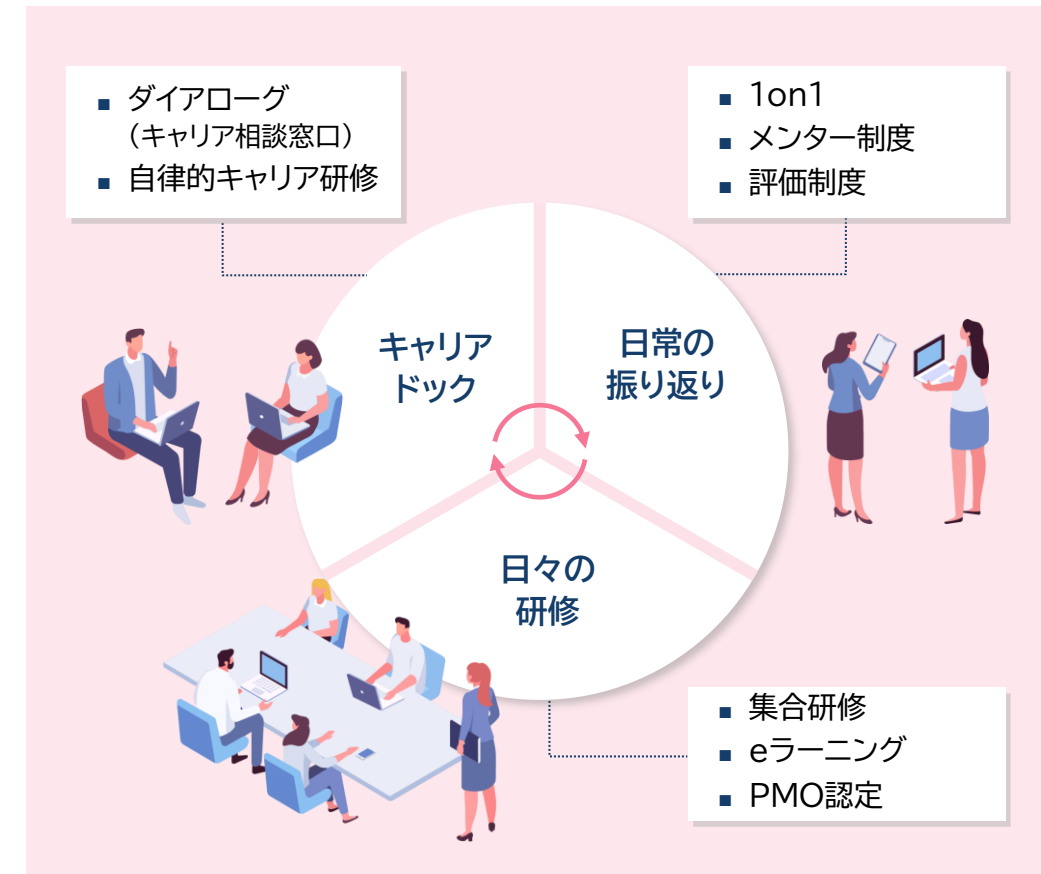 ■ ダイアローグ
（キャリア相談窓口）
■ 自律的キャリア研修
■ 1on1
■ メンター制度
■ 評価制度
キャリア
ドック
日常の
振り返り
日々の
研修
■ 集合研修
■ eラーニング
■ PMO認定